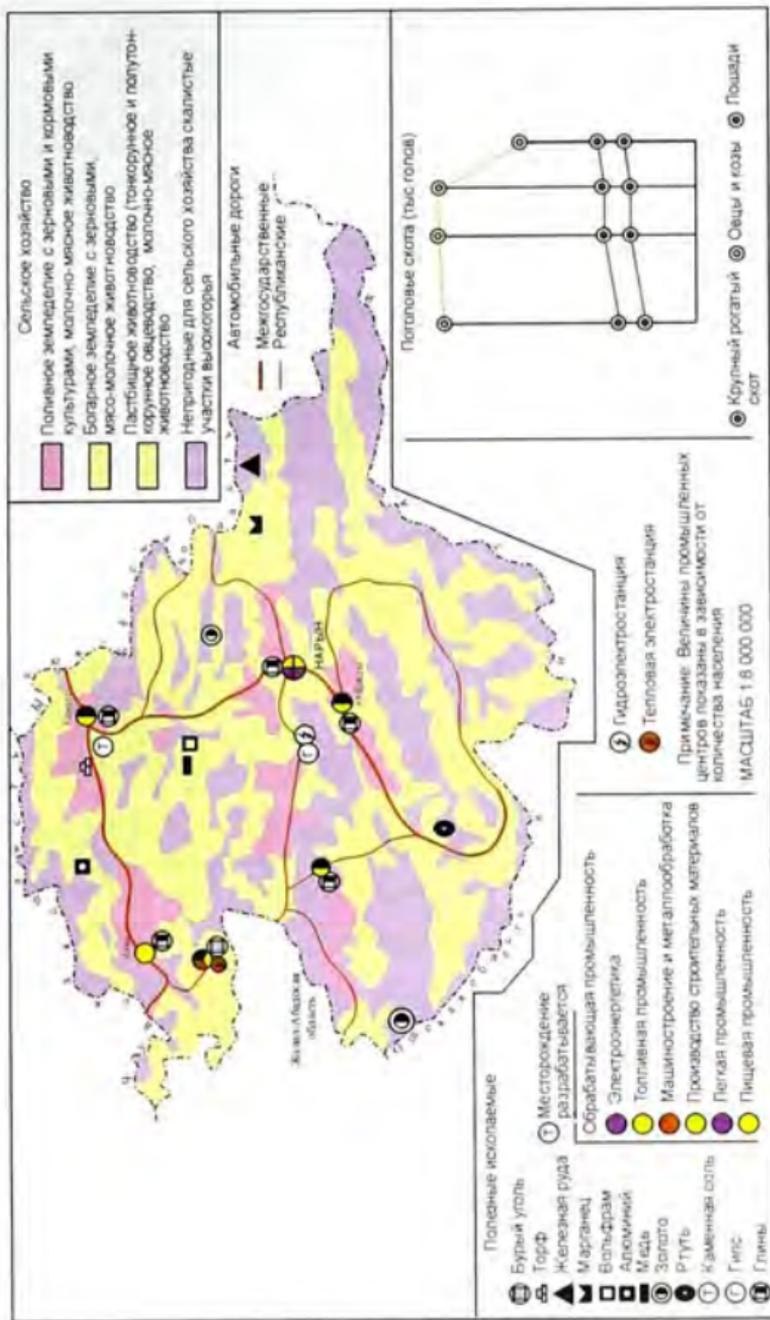 Сельское хозяйство
Поливное земледелие с зерновыми и кормовыми
культурами, молочно-мясное животноводство
Богарное земледелие с зерновыми,
мясо-молочное животноводство
Пастбищное животноводство (тонкорунное и полутон-
корунное овцеводство, молочно-мясное
животноводство
Непригодные для сельского хозяйства скалистые
участки высокогорья
Автомобильные дороги
Межгосударственные
Республиканские
НАРЫН
Жалал-Абадская
область
Поголовье скота (тыс голов)
Крупный рогатый
скот
Овцы и козы
Лошади
Полезные ископаемые
Бурый уголь
Торф
Железная руда
Марганец
Вольфрам
Алюминий
Медь
Золото
Ртуть
Т Каменная соль
Г Гипс
Глины
Т Месторождение
разрабатывается
Обрабатывающая промышленность
Электроэнергетика
Топливная промышленность
Машиностроение и металлообработка
Производство строительных материалов
Легкая промышленность
Пищевая промышленность
Гидроэлектростанция
Тепловая электростанция
Примечание Величины промышленных
центров показаны в зависимости от
количества населения
МАСШТАБ 1 8 000 000